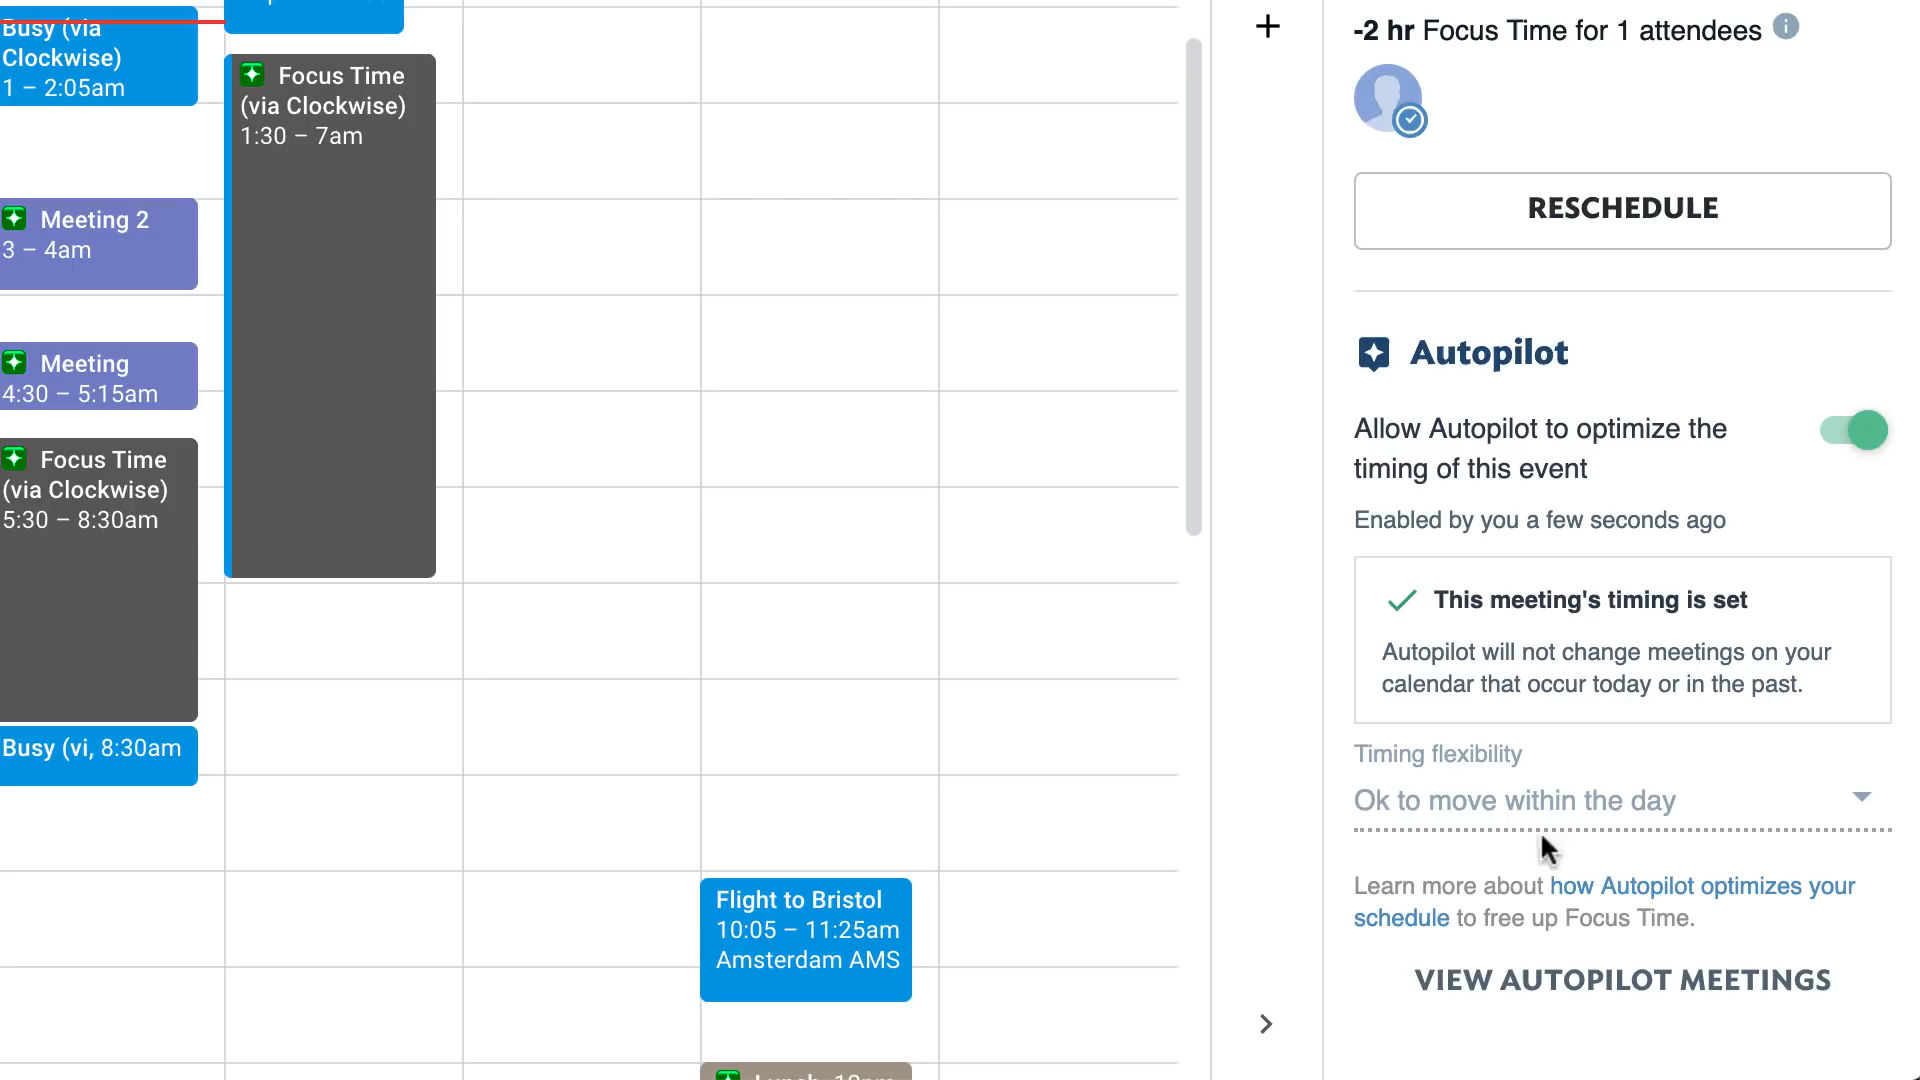 Busy (via
Clockwise)
1 – 2:05am
Meeting 2
3 – 4am
Meeting
4:30 – 5:15am
Focus Time
(via Clockwise)
5:30 – 8:30am
Busy (vi, 8:30am
Focus Time
(via Clockwise)
1:30 – 7am
Flight to Bristol
10:05 – 11:25am
Amsterdam AMS
-2 hr Focus Time for 1 attendees
RESCHEDULE
Autopilot
Allow Autopilot to optimize the
timing of this event
Enabled by you a few seconds ago
This meeting's timing is set
Autopilot will not change meetings on your
calendar that occur today or in the past.
Timing flexibility
Ok to move within the day
Learn more about how Autopilot optimizes your
schedule to free up Focus Time.
VIEW AUTOPILOT MEETINGS